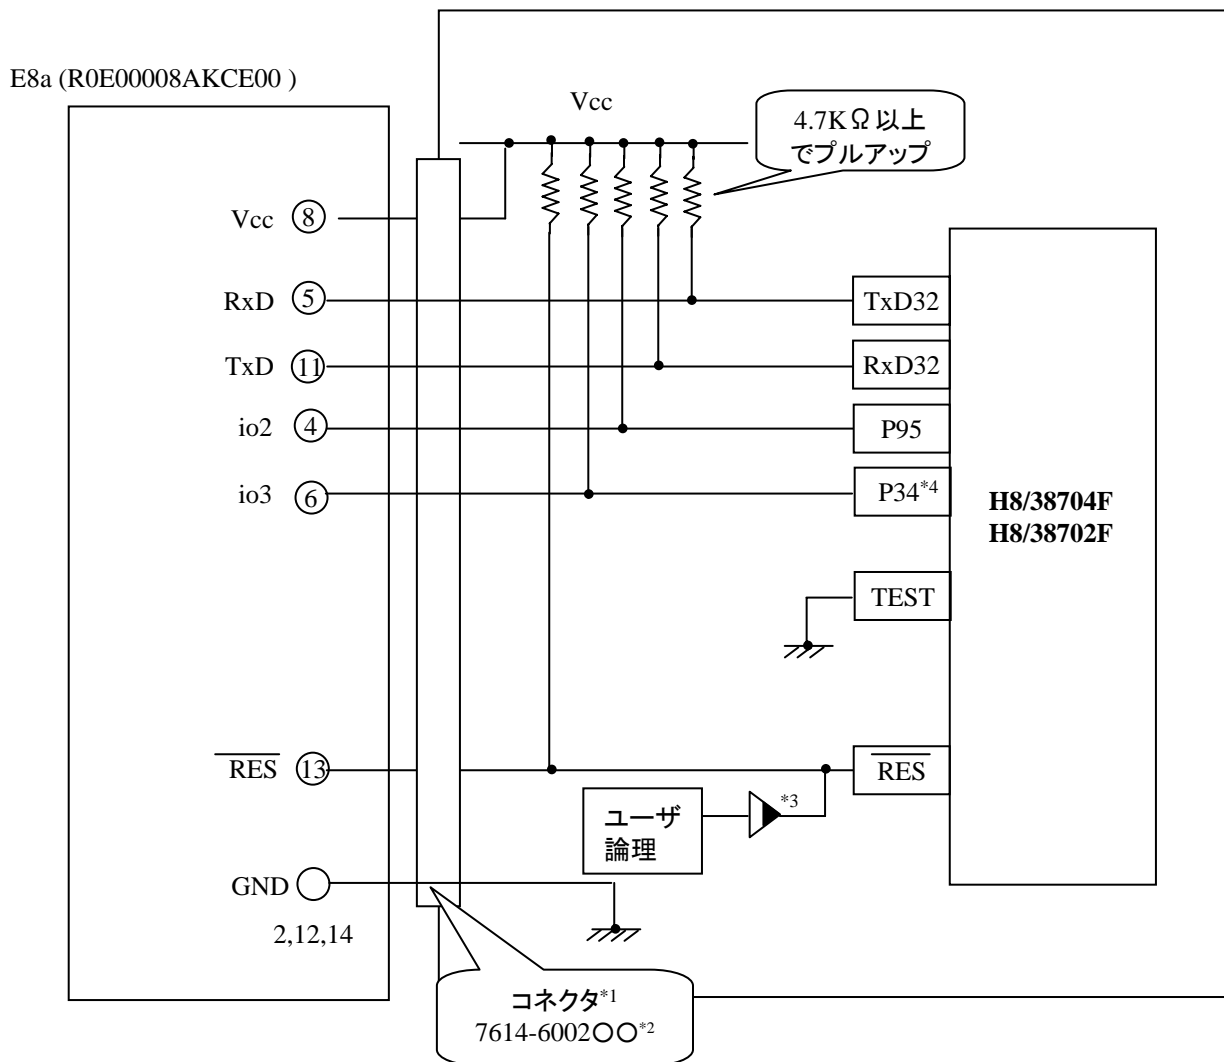 E8a (R0E00008AKCE00 )
Vcc
4.7KΩ以上
でプルアップ
Vcc ⑧
RxD ⑤
TxD32
TxD ⑪
RxD32
io2 ④
P95
io3 ⑥
P34*4
H8/38704F
H8/38702F
TEST
RES ⑬
RES
*3
ユーザ
論理
GND
2,12,14
コネクタ*1
7614-6002○○*2